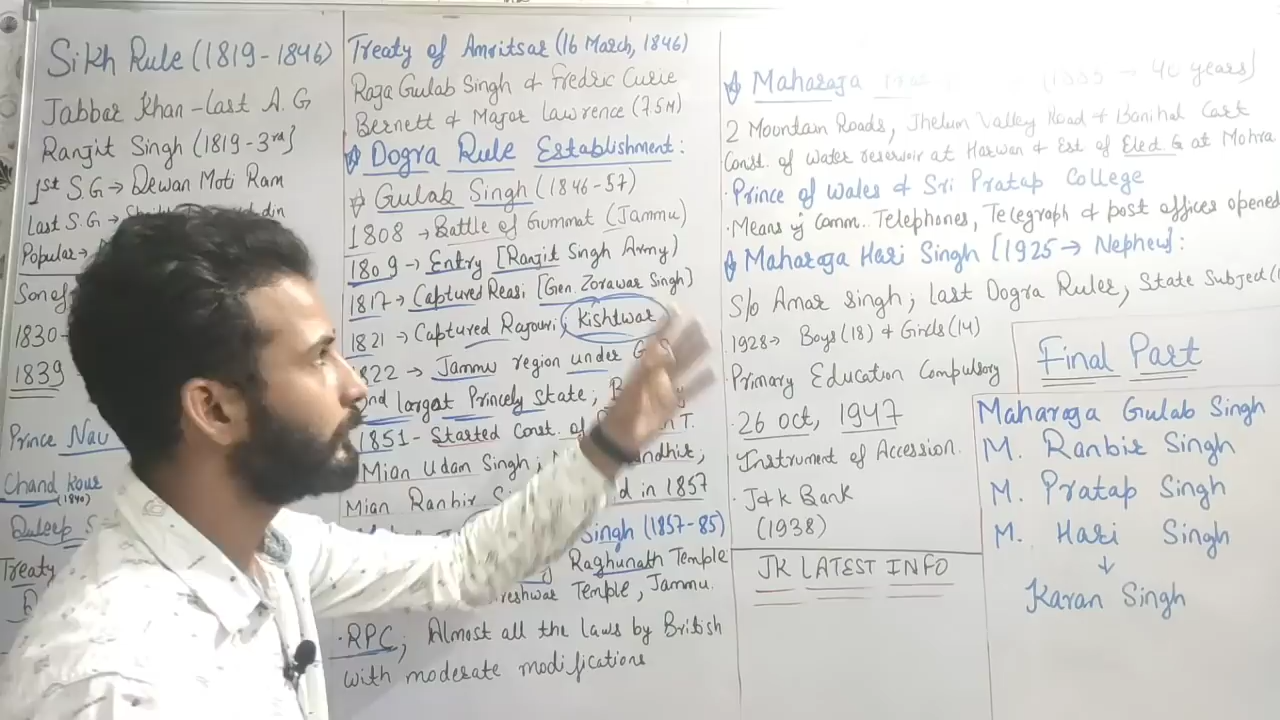 Sikh Rule (1819-1846)
Jabbar Khan - Last A.G
Ranjit Singh (1819-3rd]
1st S.G → Dewan Moti Ram
Last S.G →
Popular →
Son of
1830-
1839
Prince Nau
Chand Kour
(1840)
Duleep S
Treaty
Treaty of Amritsar (16 March, 1846)
Raja Gulab Singh & Fredric Curie
Bernett & Major Lawrence (75N)
Dogra Rule Establishment:
Gulab Singh (1846-57)
1808 → Battle of Gummat (Jammu)
1809 → Entry [Ranjit Singh Army)
1817 → Captured Reasi [Gen. Zorawar Singh)
1821 → Captured Rajouri, Kishtwar
1822 → Jammu region under G.S
2nd largest Princely State;
1851 - Started Const. of T.
Mian Udam Singh;
Mian Ranbir in 1857
Singh (1857-85)
Raghunath Temple
Temple, Jammu.
·RPC; Almost all the laws by British
with moderate modifications
Maharaja → 40 years]
2 Mountain Roads, Jhelum Valley Road & Banihal Cart
Const. of water reservoir at Harwan & Est of Elect. G at Mohra
·Prince of Wales & Sri Pratap College
·Means of Comm.. Telephones, Telegraph & post offices opened
Maharaja Hari Singh [1925 → Nephew]:
S/o Amar Singh; last Dogra Ruler, State Subject
·1928 → Boys (18) & Girls (14)
·Primary Education Compulsory
·26 Oct, 1947
Instrument of Accession.
·J&K Bank
(1938)
JK LATEST INFO
Final Part
Maharaja Gulab Singh
M. Ranbir Singh
M. Pratap Singh
M. Hari Singh
↓
Karan Singh